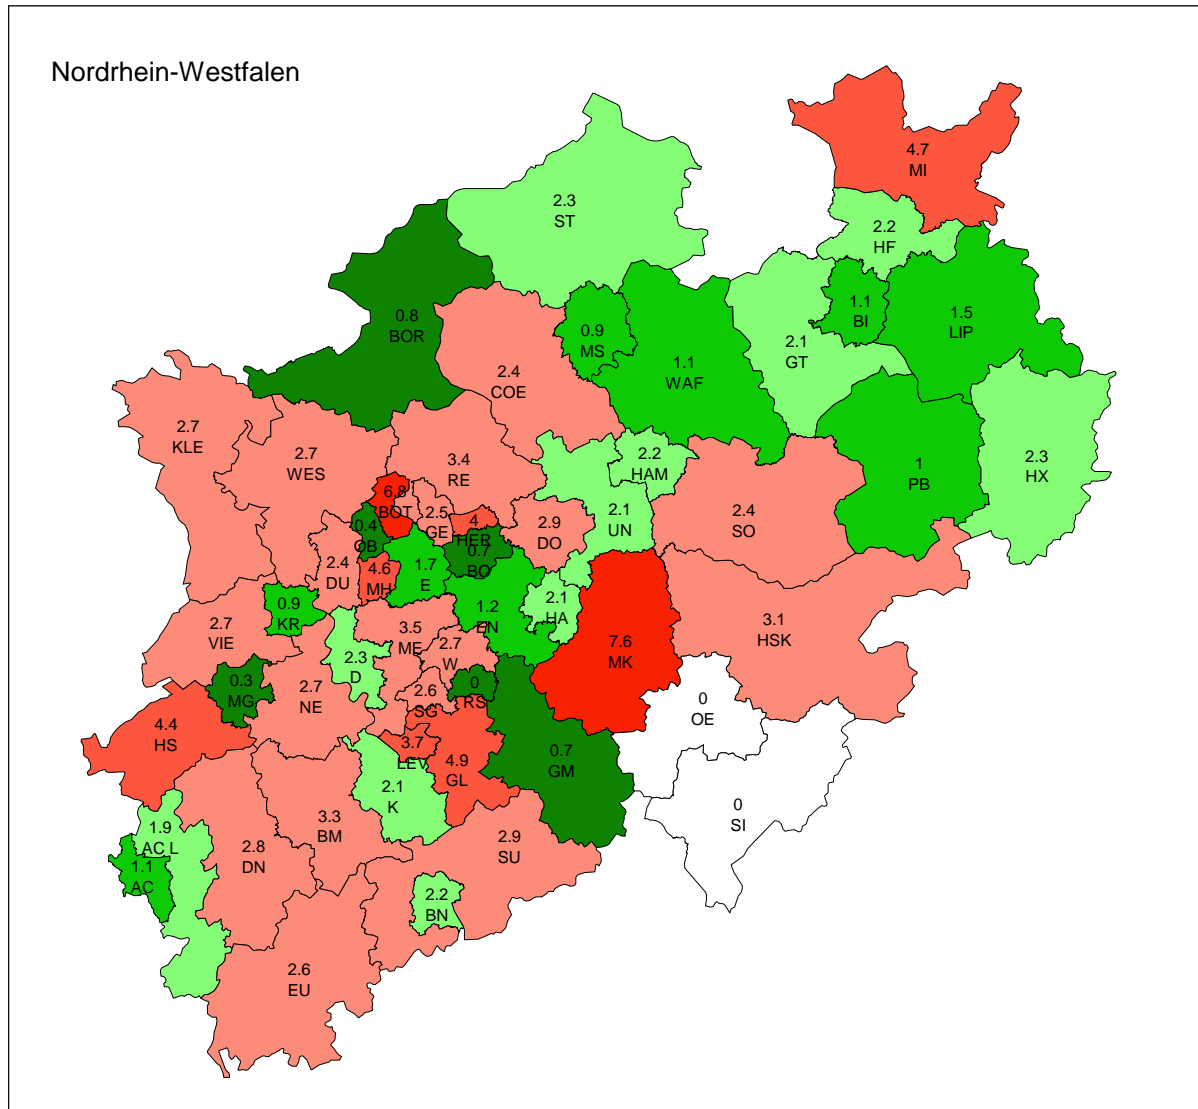 Nordrhein-Westfalen
4.7
MI
2.3
ST
2.2
HF
1.1
BI
1.5
LIP
0.8
BOR
0.9
MS
2.1
GT
1.1
WAF
2.4
COE
2.7
KLE
2.7
WES
3.4
RE
2.2
HAM
2.3
HX
1
PB
6.8
BOT
2.5
GE
4
HER
2.9
DO
2.1
UN
2.4
SO
0.4
OB
0.7
BO
2.4
DU
4.6
MH
1.7
E
0.9
KR
1.2
EN
2.1
HA
3.1
HSK
2.7
VIE
3.5
ME
2.7
W
7.6
MK
2.3
D
0.3
MG
2.7
NE
2.6
SG
0
RS
0
OE
4.4
HS
3.7
LEV
4.9
GL
0.7
GM
2.1
K
0
SI
1.9
AC L
2.8
DN
3.3
BM
2.9
SU
1.1
AC
2.2
BN
2.6
EU